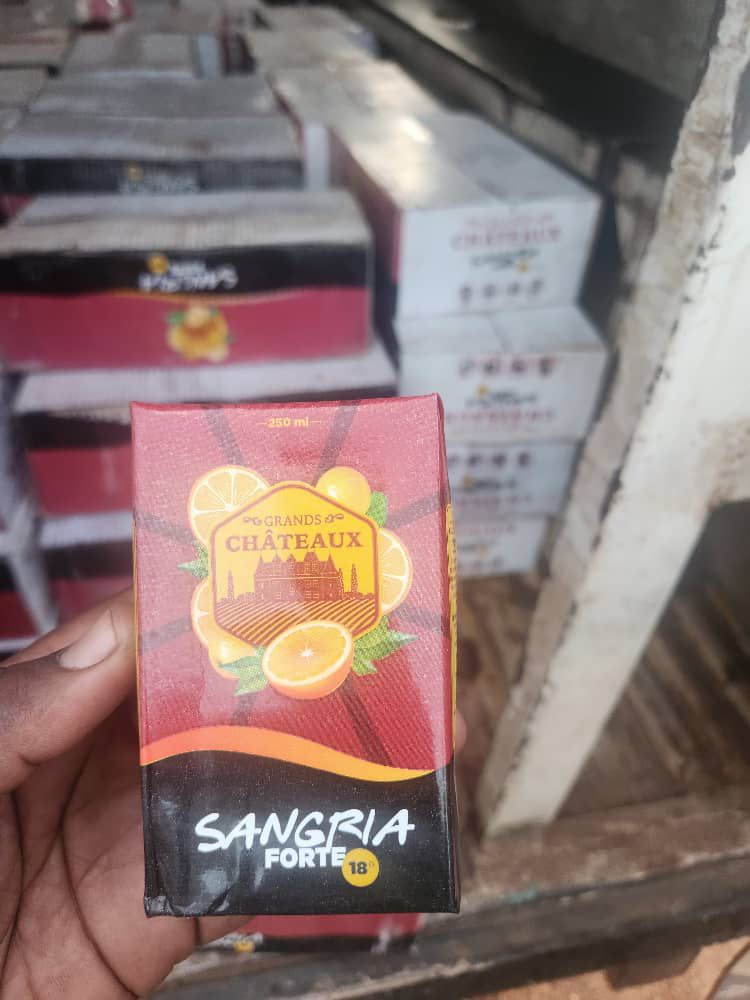 CHÂTEAUX
250 ml
GRANDS
CHÂTEAUX
SANGRIA
FORTE
18°